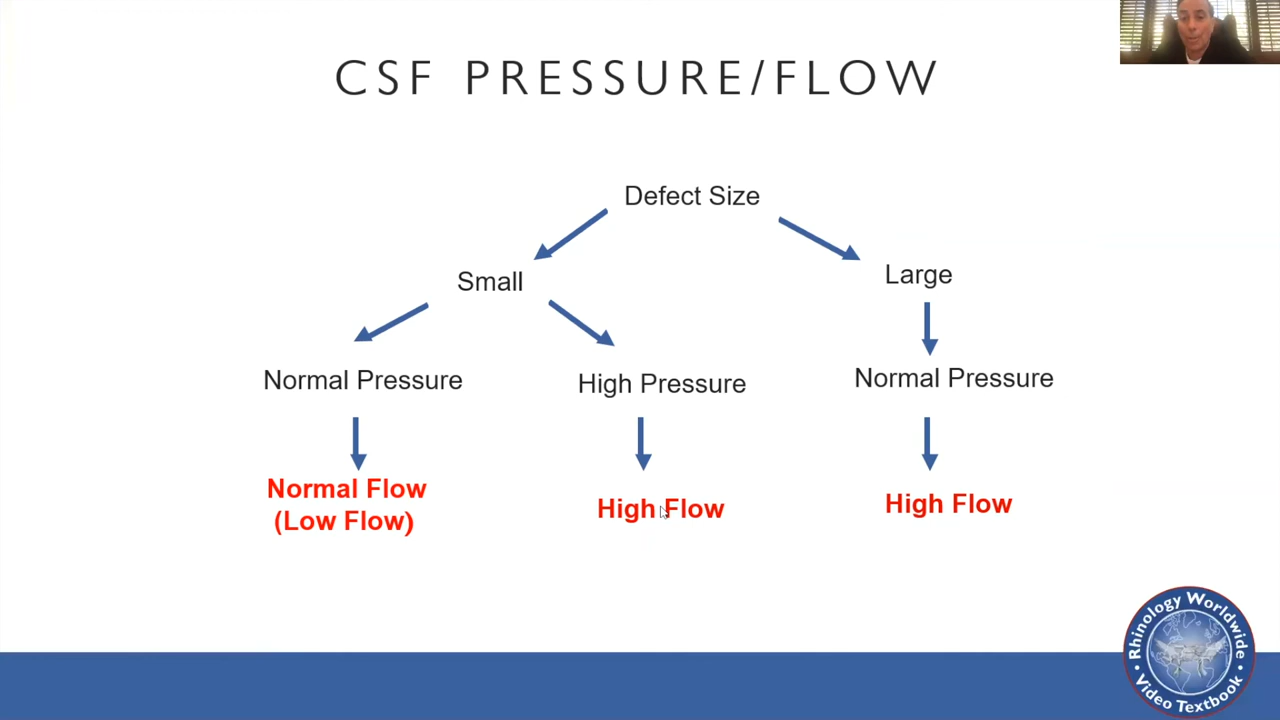 CSF PRESSURE/FLOW
Defect Size
Small
Large
Normal Pressure
High Pressure
Normal Pressure
Normal Flow
(Low Flow)
High Flow
High Flow
Rhinology Worldwide
• Video Textbook •